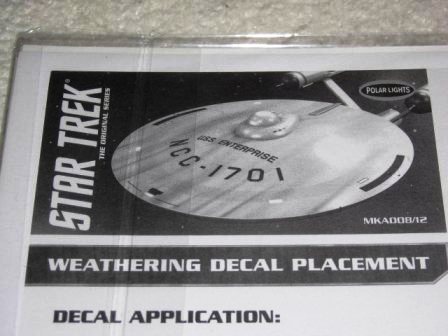 STAR TREK®
THE ORIGINAL SERIES
POLAR LIGHTS
USS ENTERPRISE
NCC-1701
MKA008/12
WEATHERING DECAL PLACEMENT
DECAL APPLICATION: